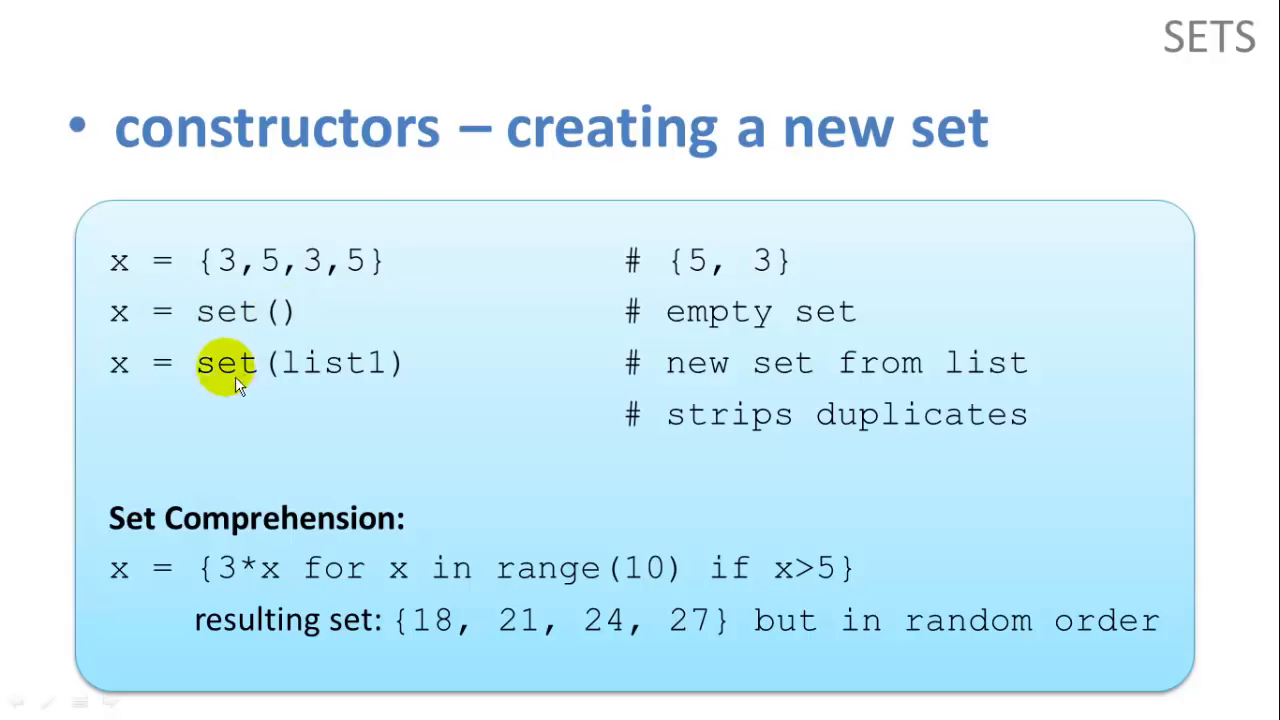 SETS
• constructors – creating a new set
x = {3,5,3,5} # {5, 3}
x = set() # empty set
x = set(list1) # new set from list
# strips duplicates
Set Comprehension:
x = {3*x for x in range(10) if x>5}
resulting set: {18, 21, 24, 27} but in random order